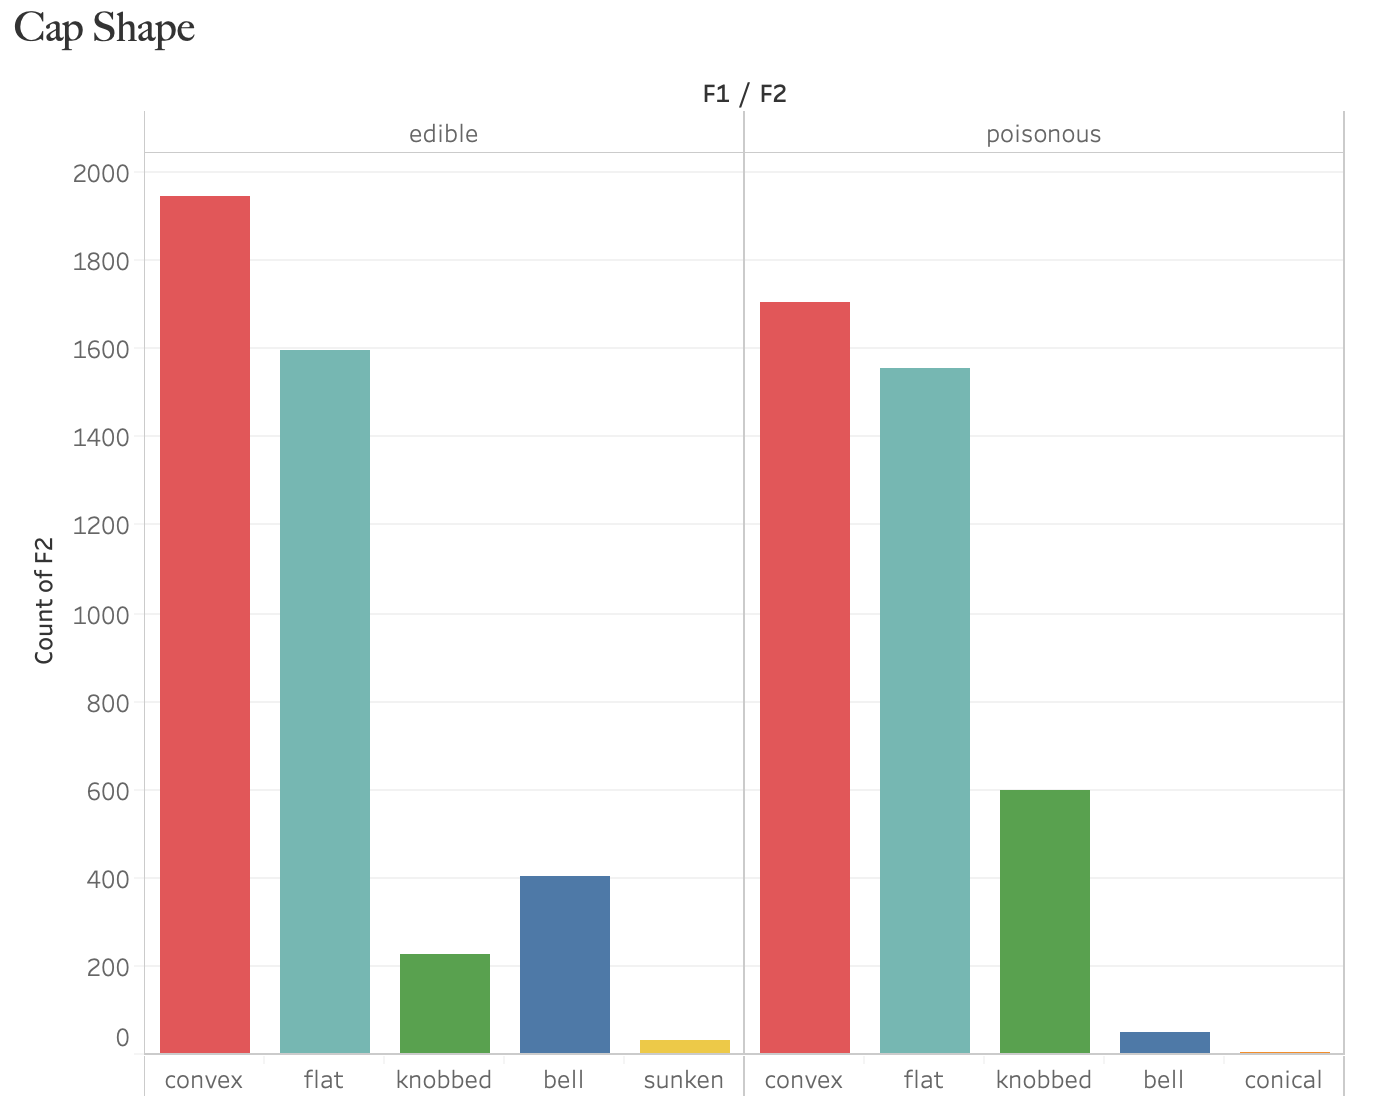 Cap Shape
F1 / F2
edible poisonous
2000
1800
1600
1400
1200
1000
800
600
400
200
0
Count of F2
convex flat knobbed bell sunken convex flat knobbed bell conical